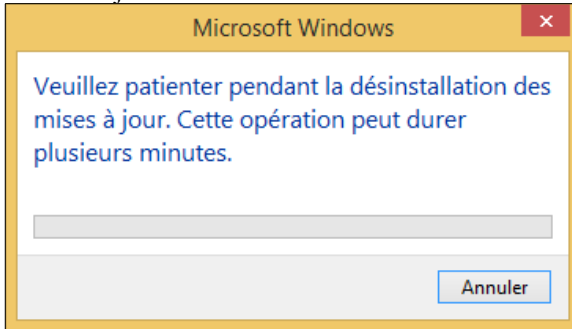 Microsoft Windows
Veuillez patienter pendant la désinstallation des
mises à jour. Cette opération peut durer
plusieurs minutes.
Annuler